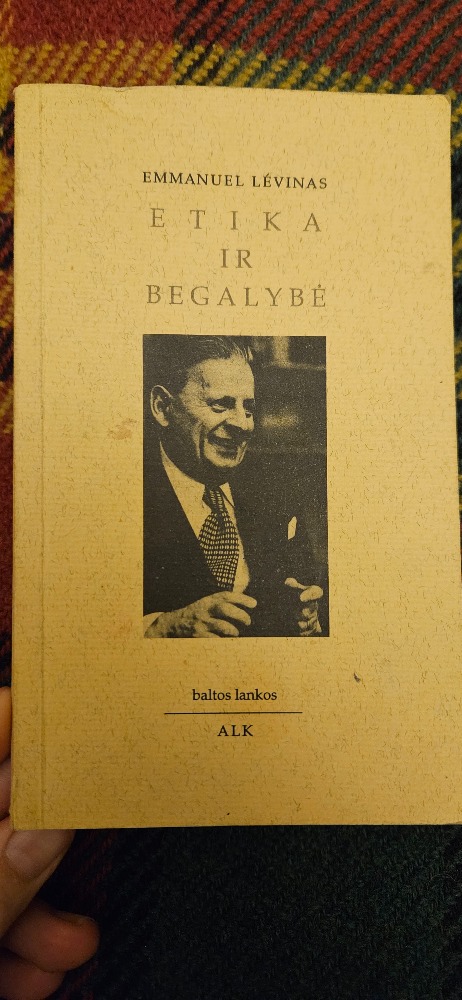 EMMANUEL LÉVINAS
ETIKA
IR
BEGALYBĖ
baltos lankos
ALK